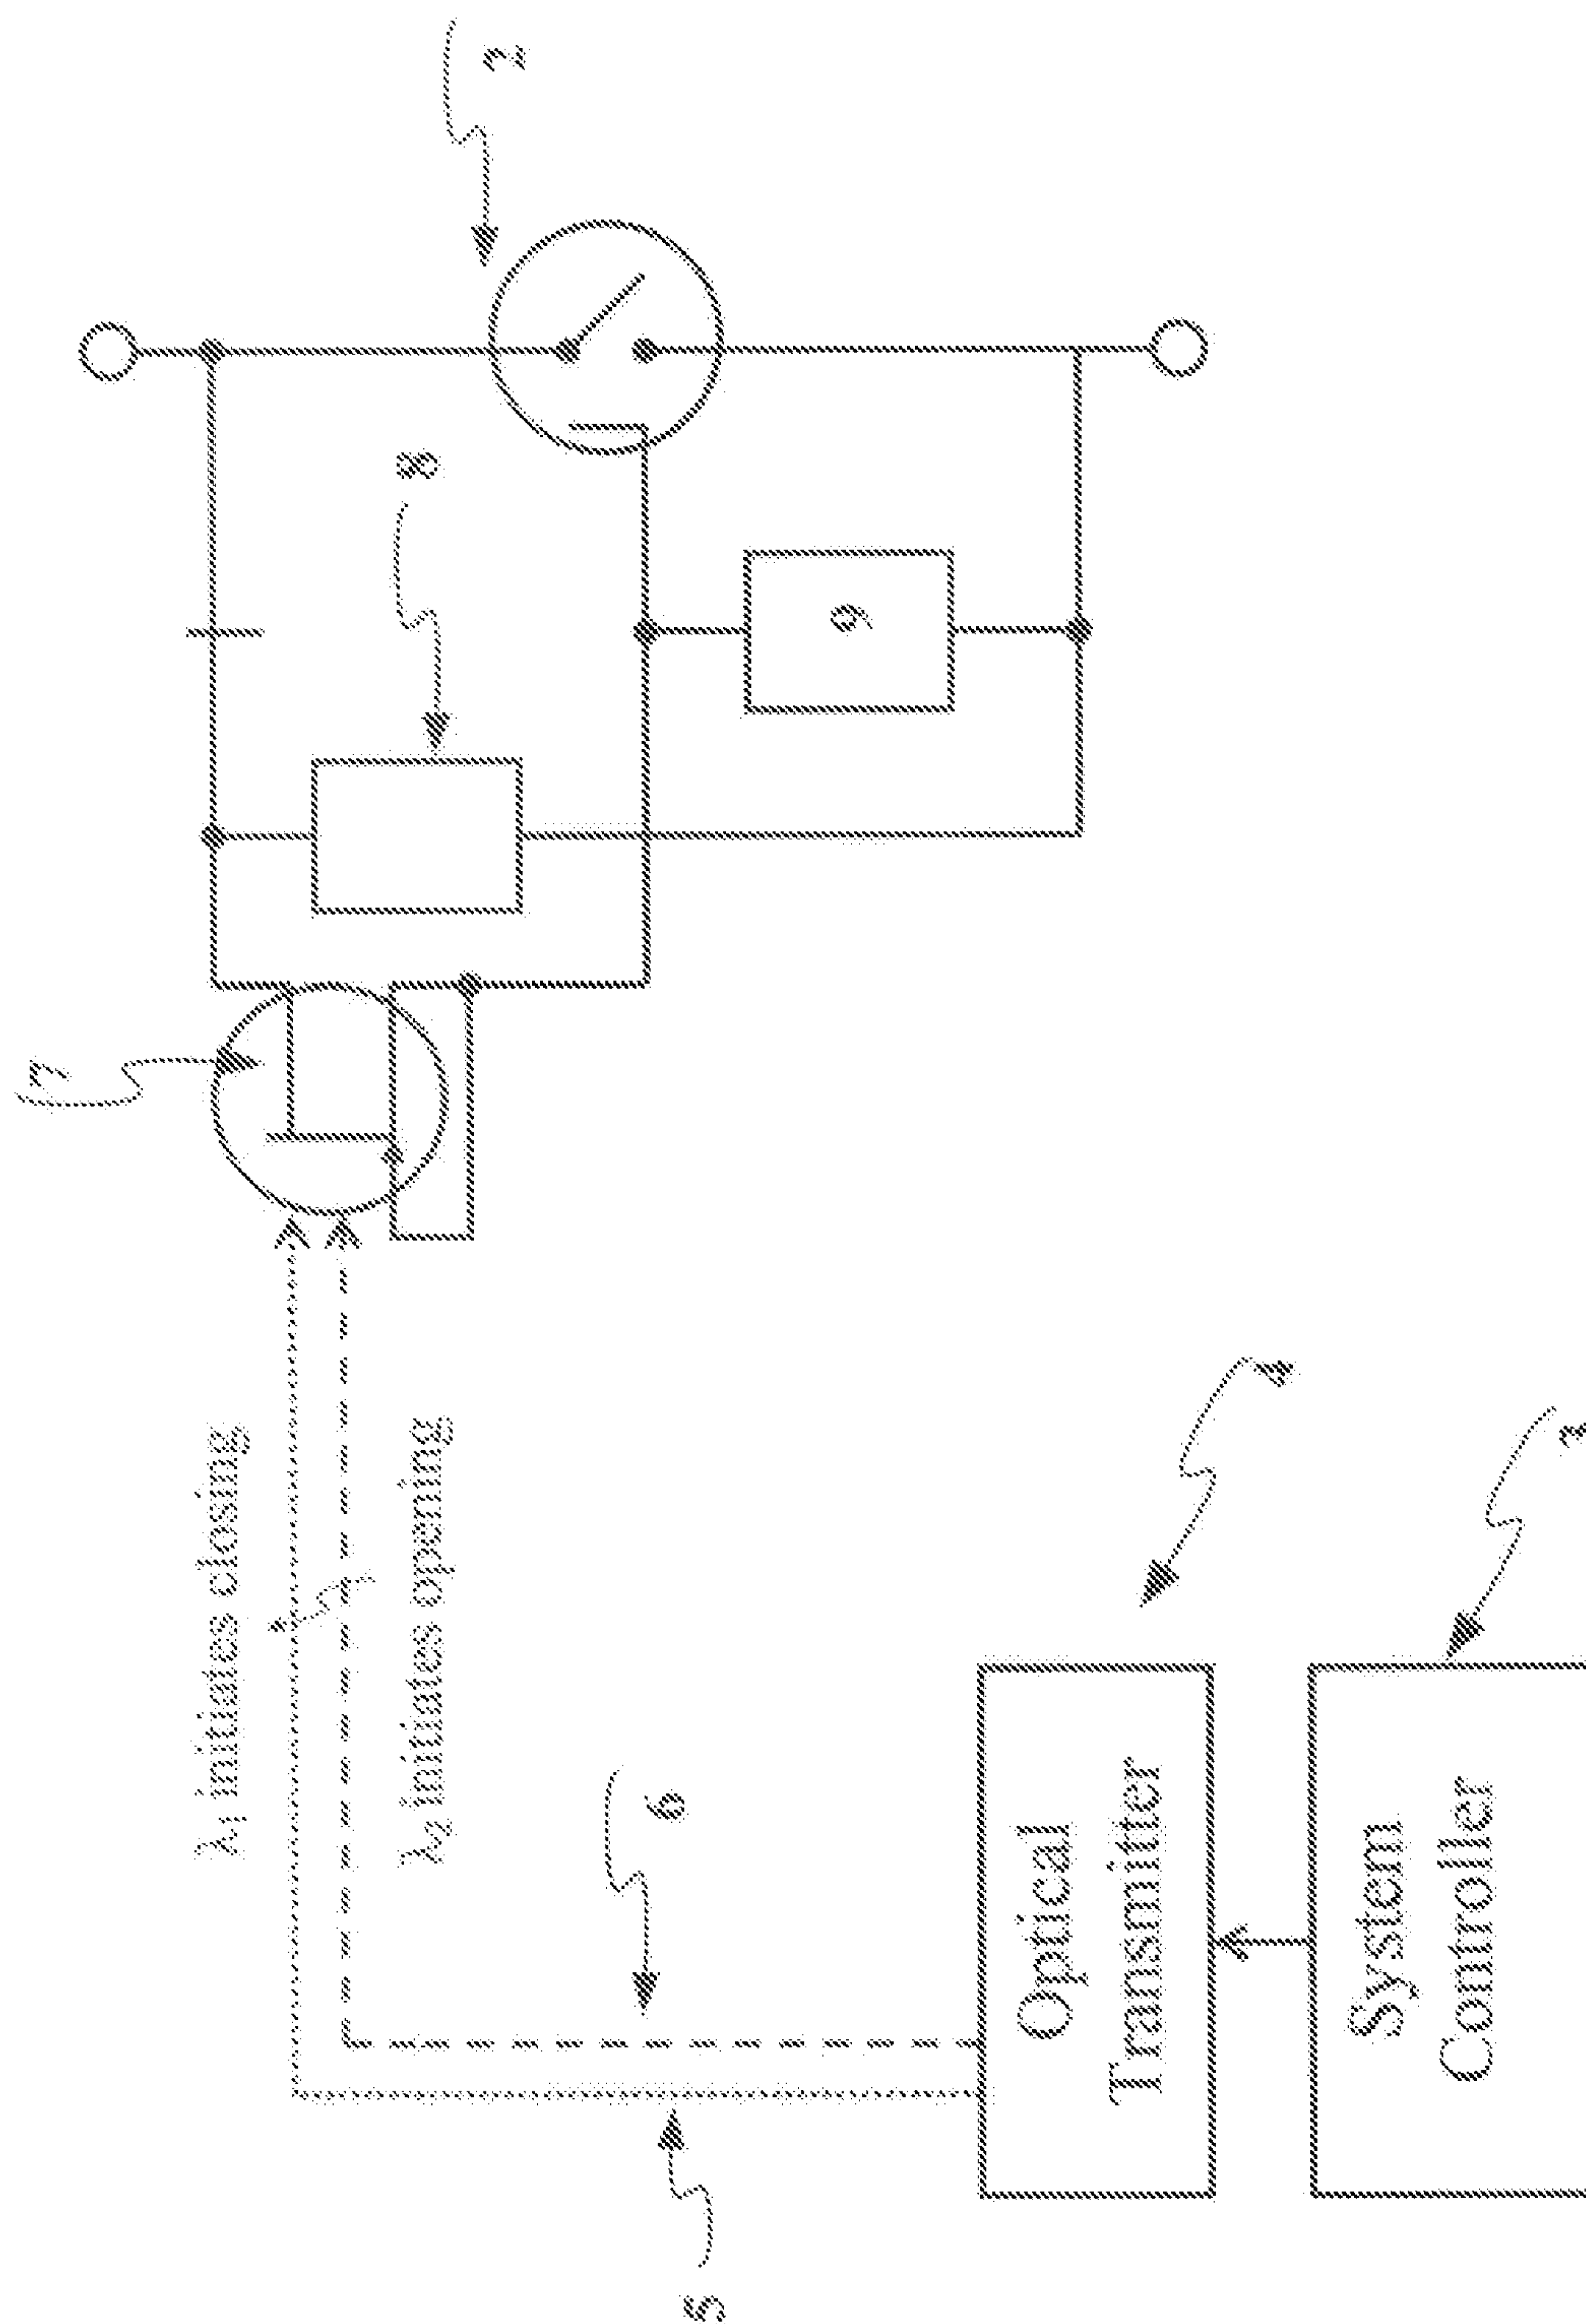 2
8
9
7
λ₁ initiates closing
λ₂ initiates opening
6
5
4
Optical
Transmitter
3
System
Controller